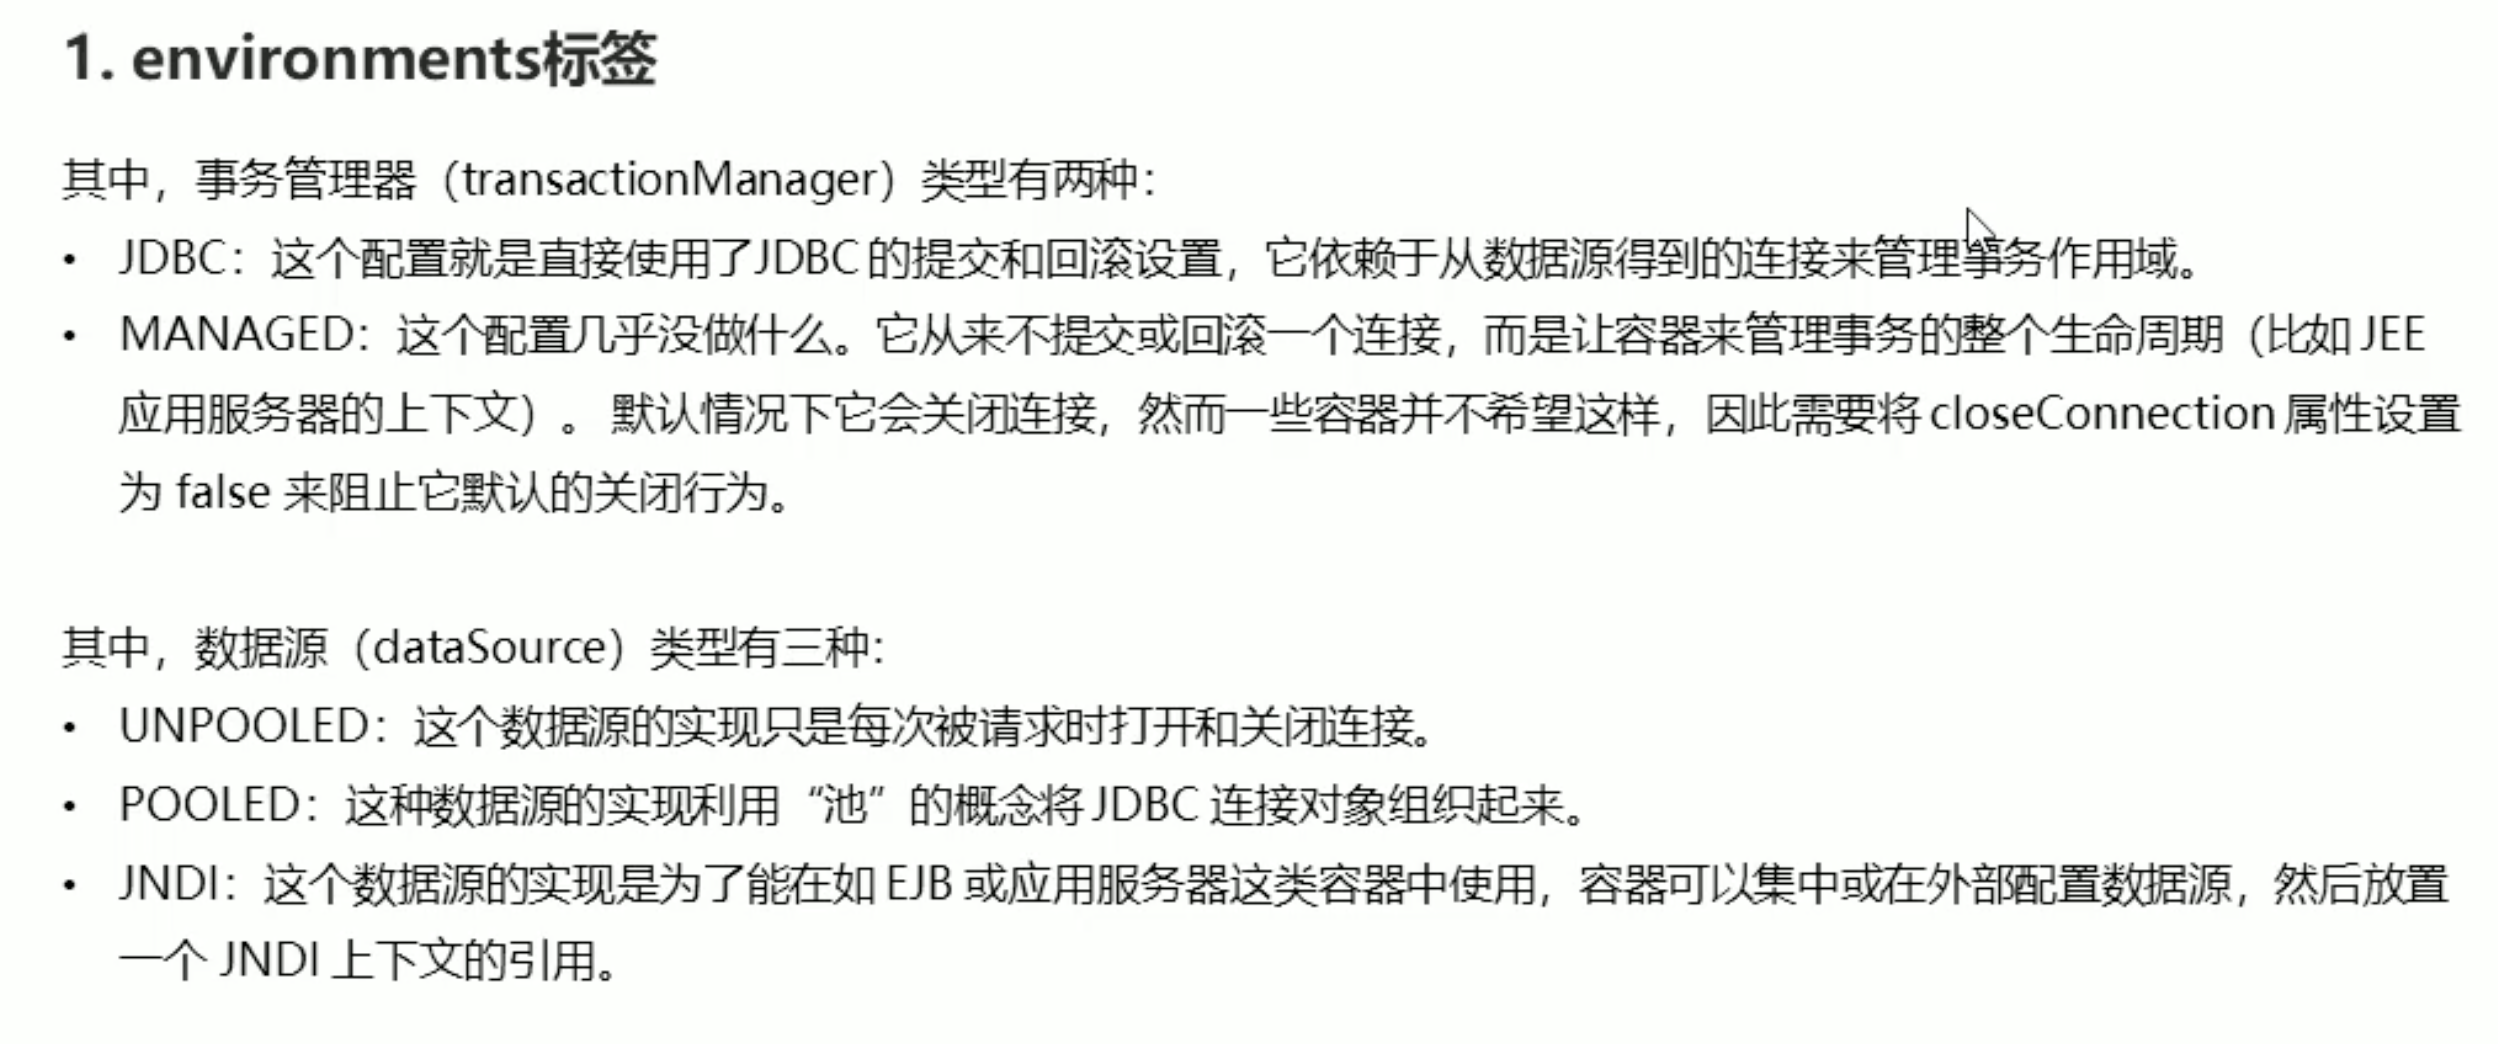 1. environments标签
其中，事务管理器（transactionManager）类型有两种：
• JDBC：这个配置就是直接使用了JDBC 的提交和回滚设置，它依赖于从数据源得到的连接来管理事务作用域。
• MANAGED：这个配置几乎没做什么。它从来不提交或回滚一个连接，而是让容器来管理事务的整个生命周期（比如 JEE
应用服务器的上下文）。 默认情况下它会关闭连接，然而一些容器并不希望这样，因此需要将 closeConnection 属性设置
为 false 来阻止它默认的关闭行为。
其中，数据源（dataSource）类型有三种：
• UNPOOLED：这个数据源的实现只是每次被请求时打开和关闭连接。
• POOLED：这种数据源的实现利用“池”的概念将 JDBC 连接对象组织起来。
• JNDI：这个数据源的实现是为了能在如 EJB 或应用服务器这类容器中使用，容器可以集中或在外部配置数据源，然后放置
一个 JNDI 上下文的引用。